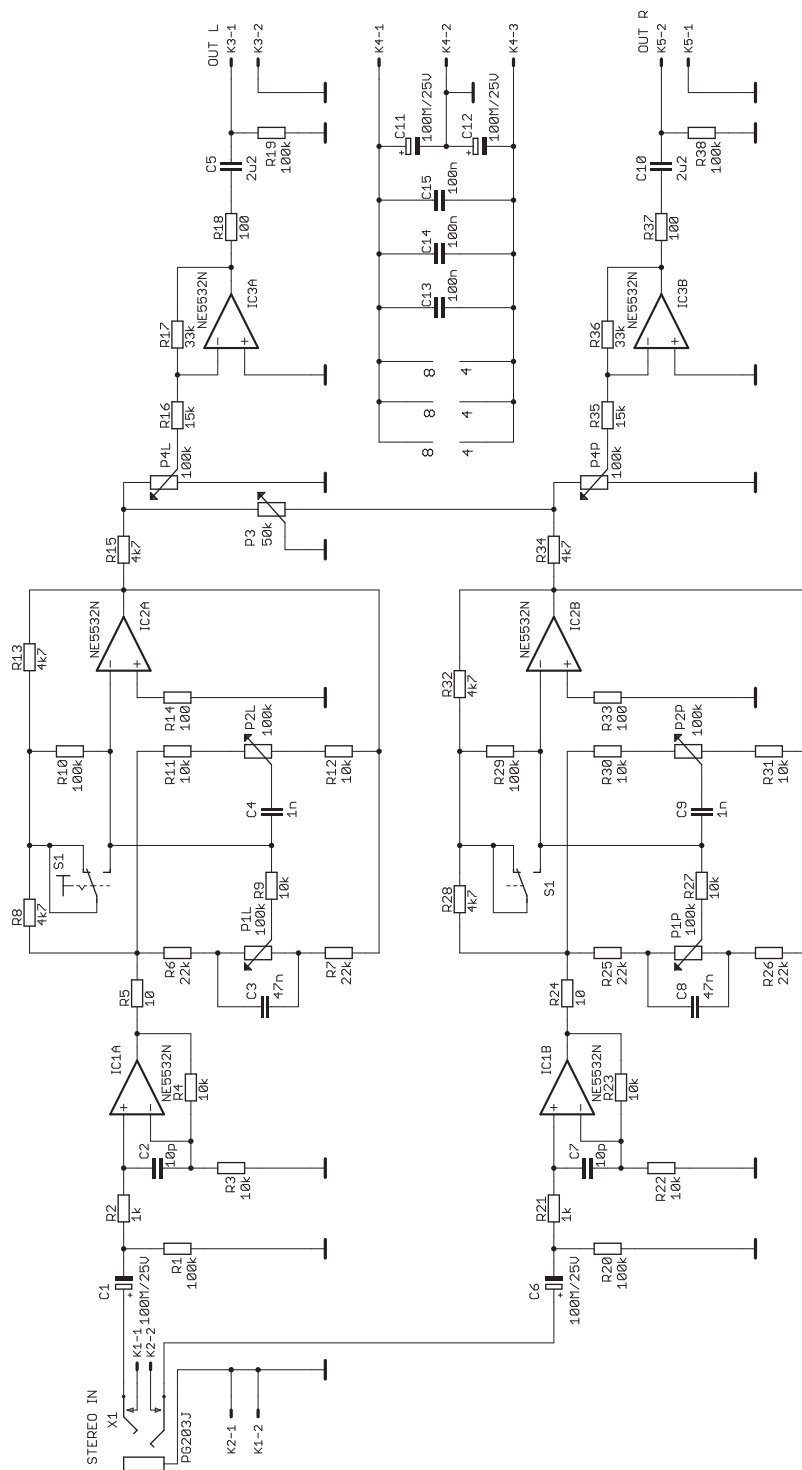 OUT L
K3-1
K3-2
C5
2u2
R19
100k
R18
100
R17
33k
NE5532N
IC3A
R16
15k
P4L
100k
P3
50k
R15
4k7
K4-1
K4-2
K4-3
C11
100M/25V
C12
100M/25V
+
+
C15
100n
C14
100n
C13
100n
8
4
8
4
8
4
OUT R
K5-2
K5-1
C10
2u2
R38
100k
R37
100
R36
33k
NE5532N
IC3B
R35
15k
P4P
100k
R34
4k7
R13
4k7
NE5532N
IC2A
R14
100
R10
100k
R11
10k
P2L
100k
R12
10k
C4
1n
S1
R8
4k7
R9
10k
P1L
100k
R6
22k
R7
22k
C3
47n
R5
10
IC1A
NE5532N
R4
10k
C2
10p
R3
10k
R2
1k
R1
100k
C1
100M/25V
+
R32
4k7
NE5532N
IC2B
R33
100
R29
100k
R30
10k
P2P
100k
R31
10k
C9
1n
S1
R28
4k7
R27
10k
P1P
100k
R25
22k
R26
22k
C8
47n
R24
10
IC1B
NE5532N
R23
10k
C7
10p
R22
10k
R21
1k
R20
100k
C6
100M/25V
+
STEREO IN
X1
K1-1
K2-2
PG203J
K2-1
K1-2